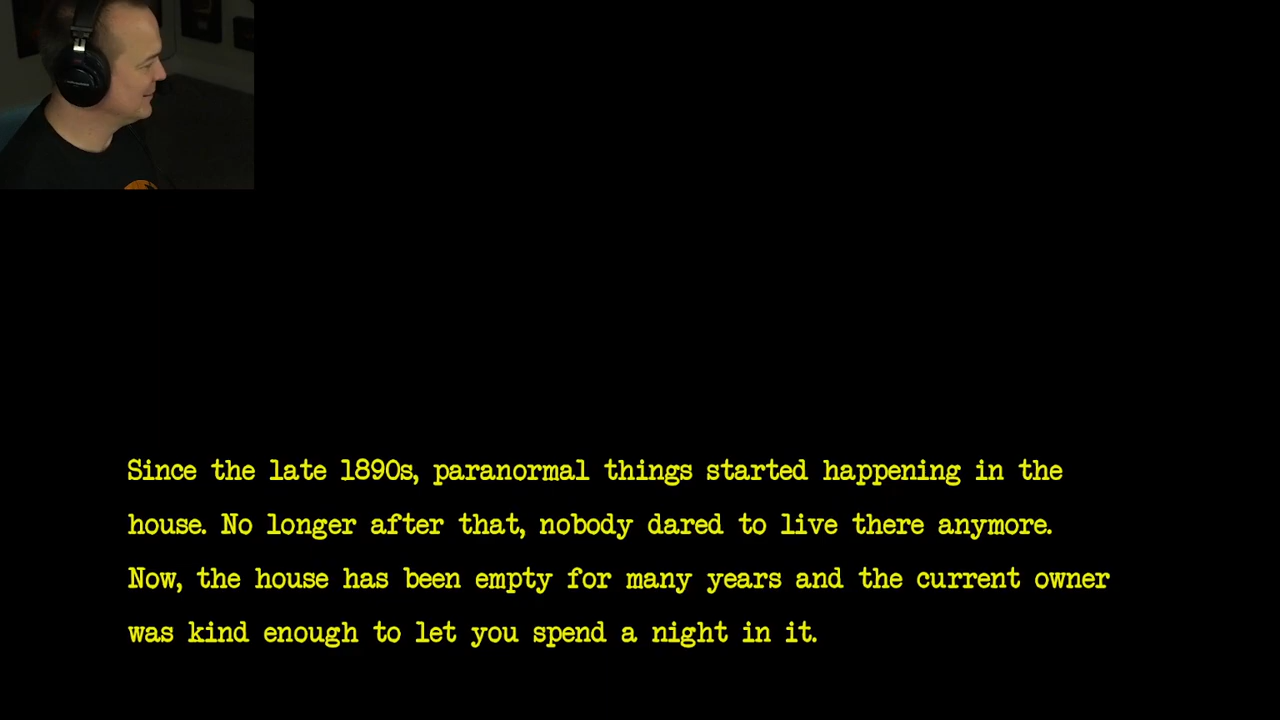 Since the late 1890s, paranormal things started happening in the
house. No longer after that, nobody dared to live there anymore.
Now, the house has been empty for many years and the current owner
was kind enough to let you spend a night in it.